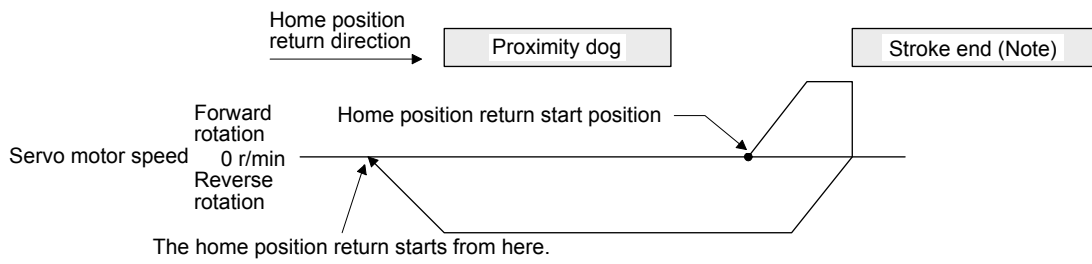 Home position
return direction
Proximity dog
Stroke end (Note)
Forward
rotation
Home position return start position
Servo motor speed
0 r/min
Reverse
rotation
The home position return starts from here.